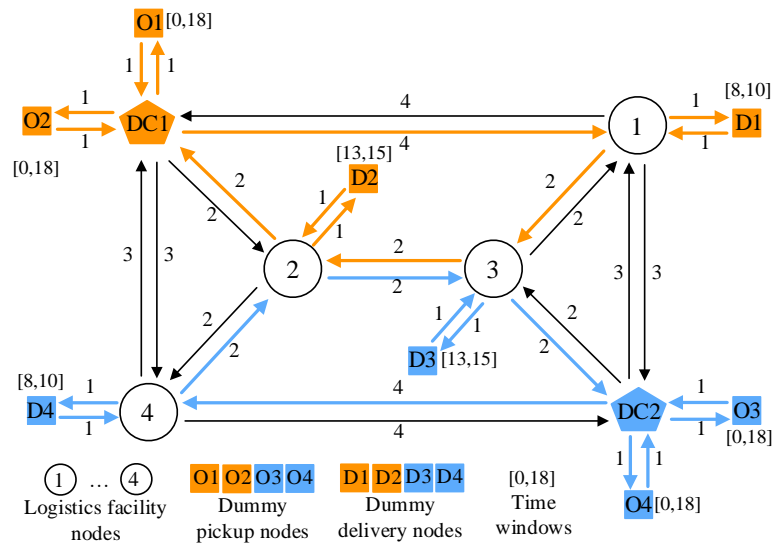 O1 [0,18]
1 1
1 4 1 [8,10]
O2 DC1 1 D1
1 4 1
[0,18] [13,15]
2 D2
2 1 2
2 1 2
3 3 2 2 3 3 3
2
2 1
2 1 2
2 D3 [13,15] 2
[8,10]
1 4 1
D4 4 DC2 O3
1 4 1 [0,18]
1 1
1 … 4 O1 O2 O3 O4 D1 D2 D3 D4 [0,18] O4 [0,18]
Logistics facility Dummy Dummy Time
nodes pickup nodes delivery nodes windows